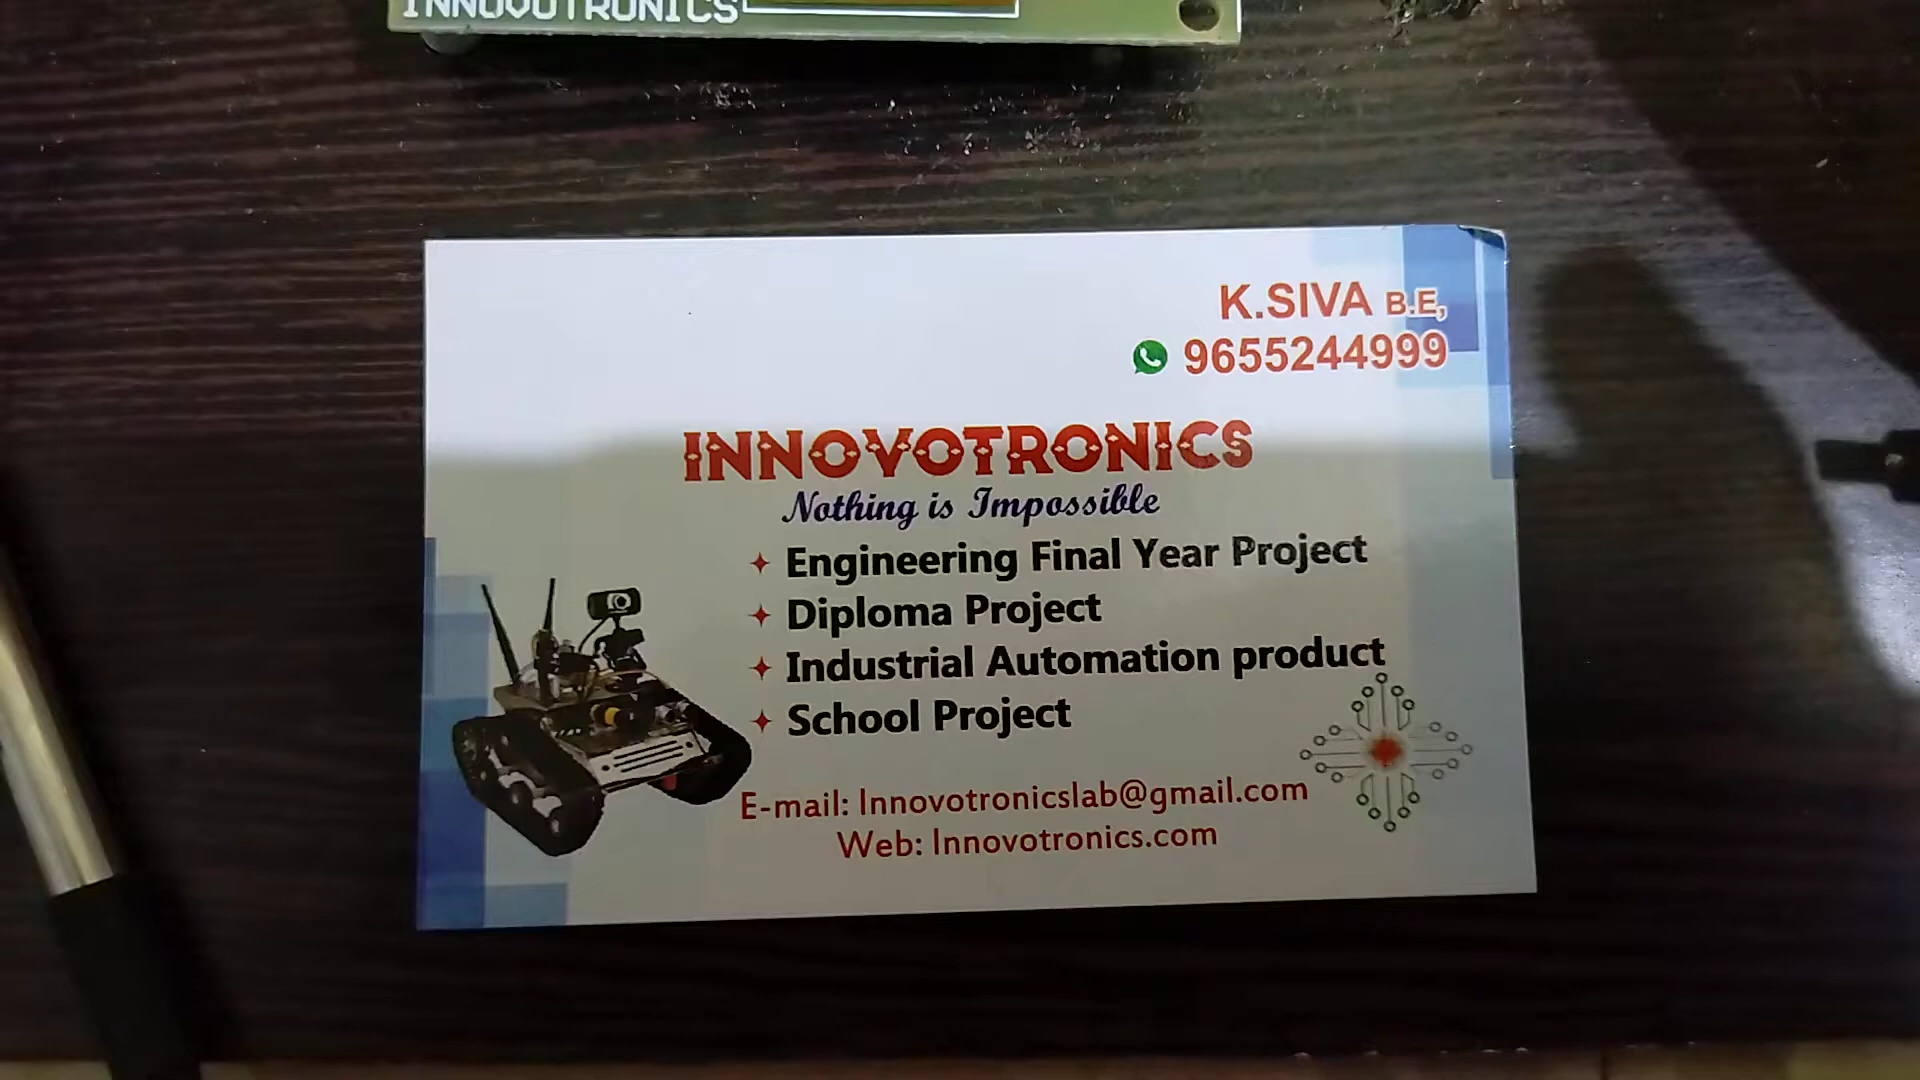 INNOVOTRONICS
K.SIVA B.E,
9655244999
INNOVOTRONICS
Nothing is Impossible
Engineering Final Year Project
Diploma Project
Industrial Automation product
School Project
E-mail: Innovotronicslab@gmail.com
Web: Innovotronics.com